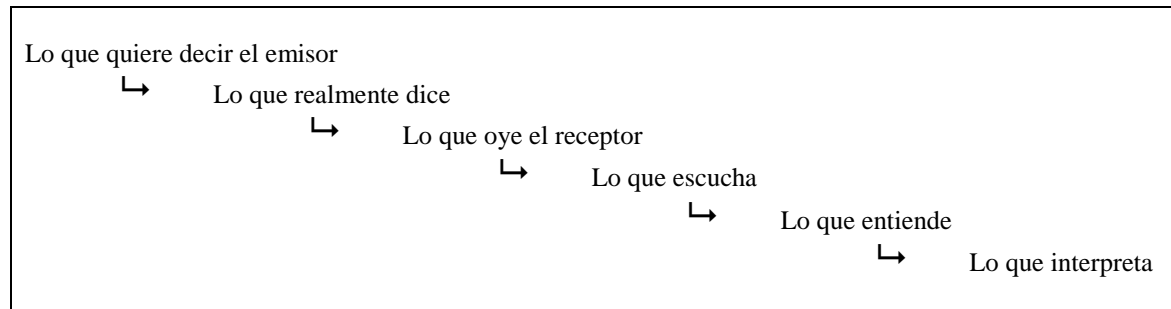 Lo que quiere decir el emisor
Lo que realmente dice
Lo que oye el receptor
Lo que escucha
Lo que entiende
Lo que interpreta